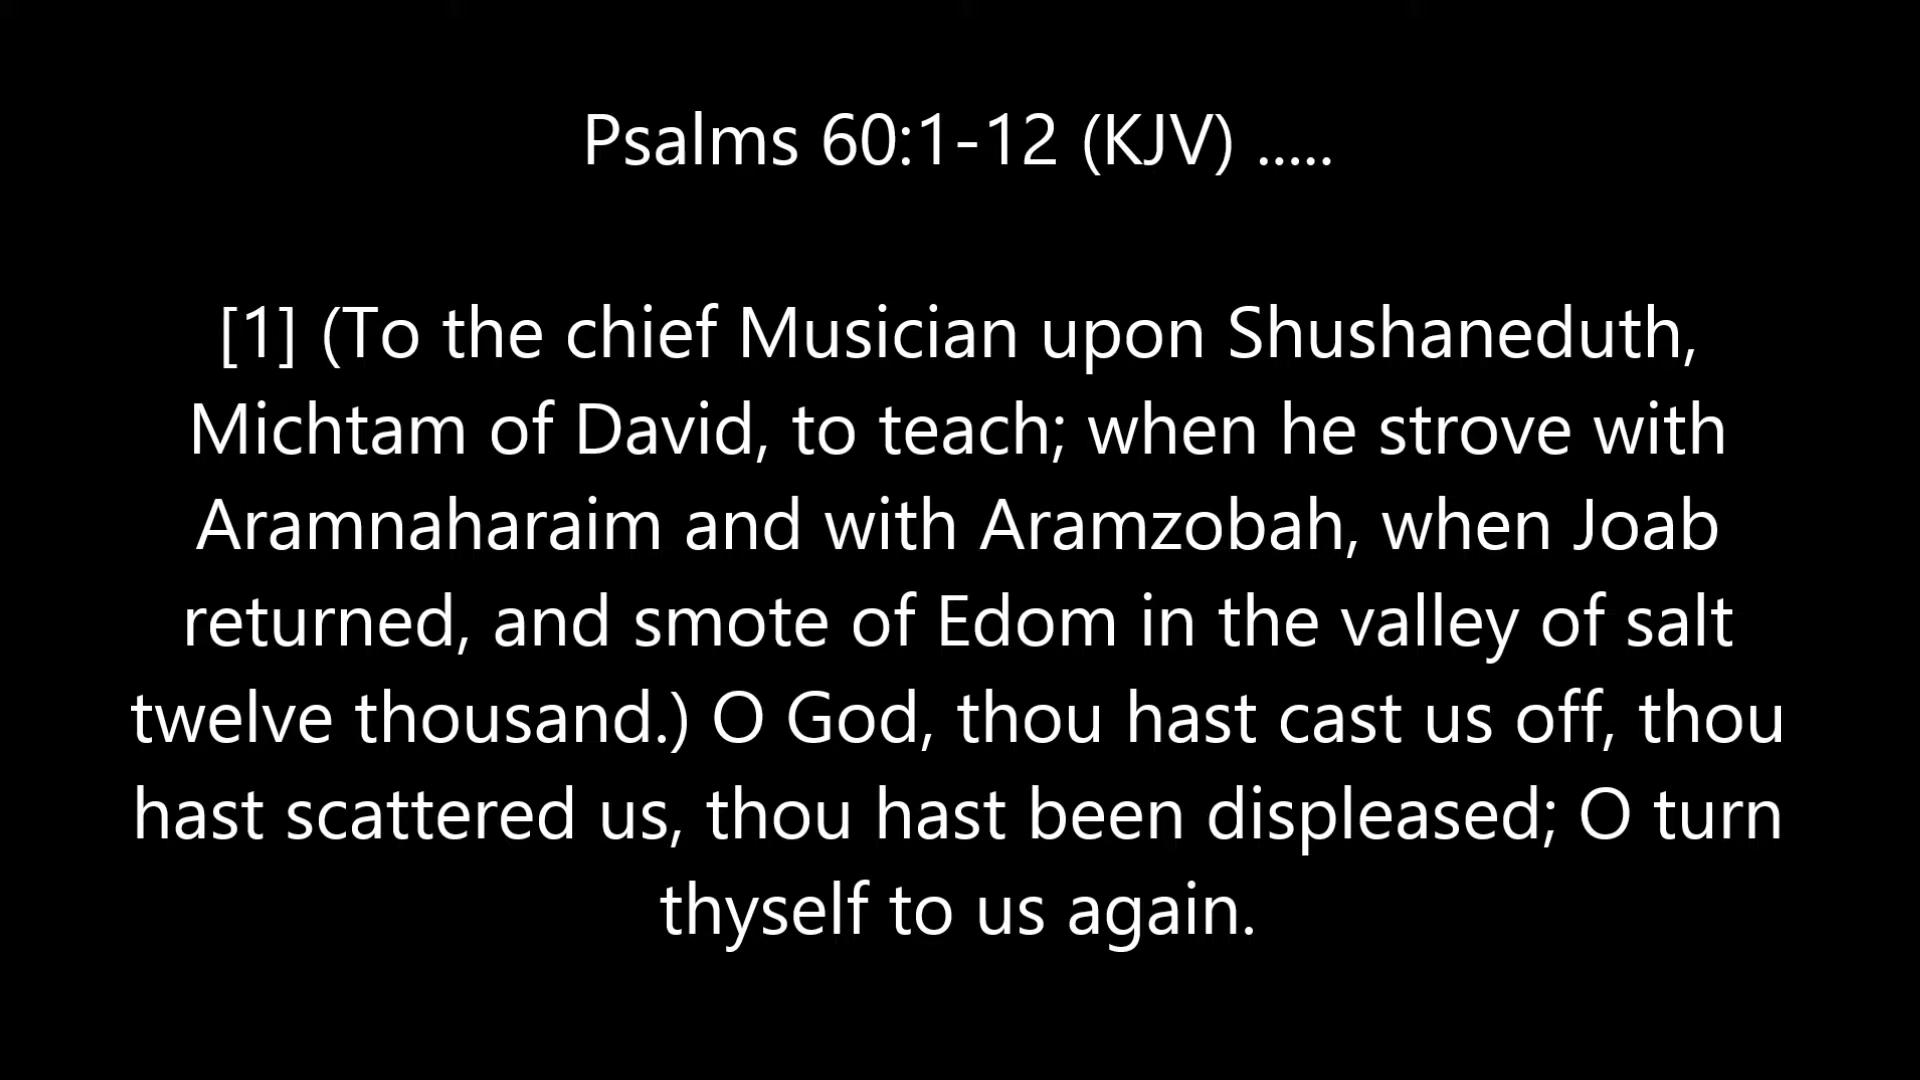 Psalms 60:1-12 (KJV) .....
[1] (To the chief Musician upon Shushaneduth,
Michtam of David, to teach; when he strove with
Aramnaharaim and with Aramzobah, when Joab
returned, and smote of Edom in the valley of salt
twelve thousand.) O God, thou hast cast us off, thou
hast scattered us, thou hast been displeased; O turn
thyself to us again.